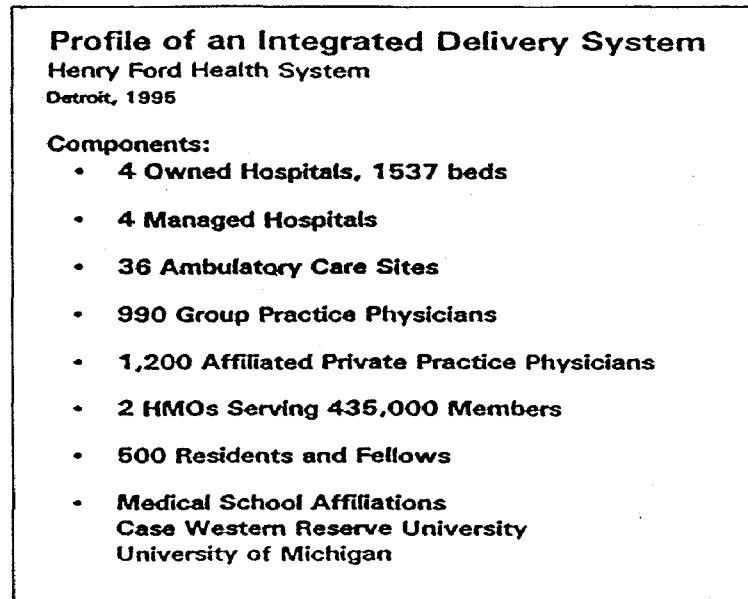 Profile of an Integrated Delivery System
Henry Ford Health System
Detroit, 1995
Components:
• 4 Owned Hospitals, 1537 beds
• 4 Managed Hospitals
• 36 Ambulatory Care Sites
• 990 Group Practice Physicians
• 1,200 Affiliated Private Practice Physicians
• 2 HMOs Serving 435,000 Members
• 500 Residents and Fellows
• Medical School Affiliations
Case Western Reserve University
University of Michigan